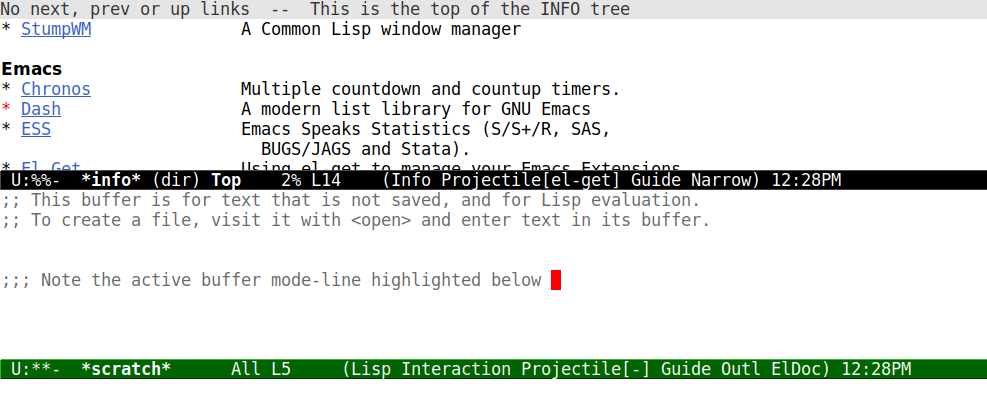 No next, prev or up links  --  This is the top of the INFO tree
* StumpWM               A Common Lisp window manager
Emacs
* Chronos               Multiple countdown and countup timers.
* Dash                  A modern list library for GNU Emacs
* ESS                   Emacs Speaks Statistics (S/S+/R, SAS,
                          BUGS/JAGS and Stata).
* El-Get                Using el-get to manage your Emacs Extensions
 U:%%-  *info* (dir) Top    2% L14    (Info Projectile[el-get] Guide Narrow) 12:28PM
;; This buffer is for text that is not saved, and for Lisp evaluation.
;; To create a file, visit it with <open> and enter text in its buffer.
;;; Note the active buffer mode-line highlighted below
 U:**-  *scratch*      All L5     (Lisp Interaction Projectile[-] Guide Outl ElDoc) 12:28PM